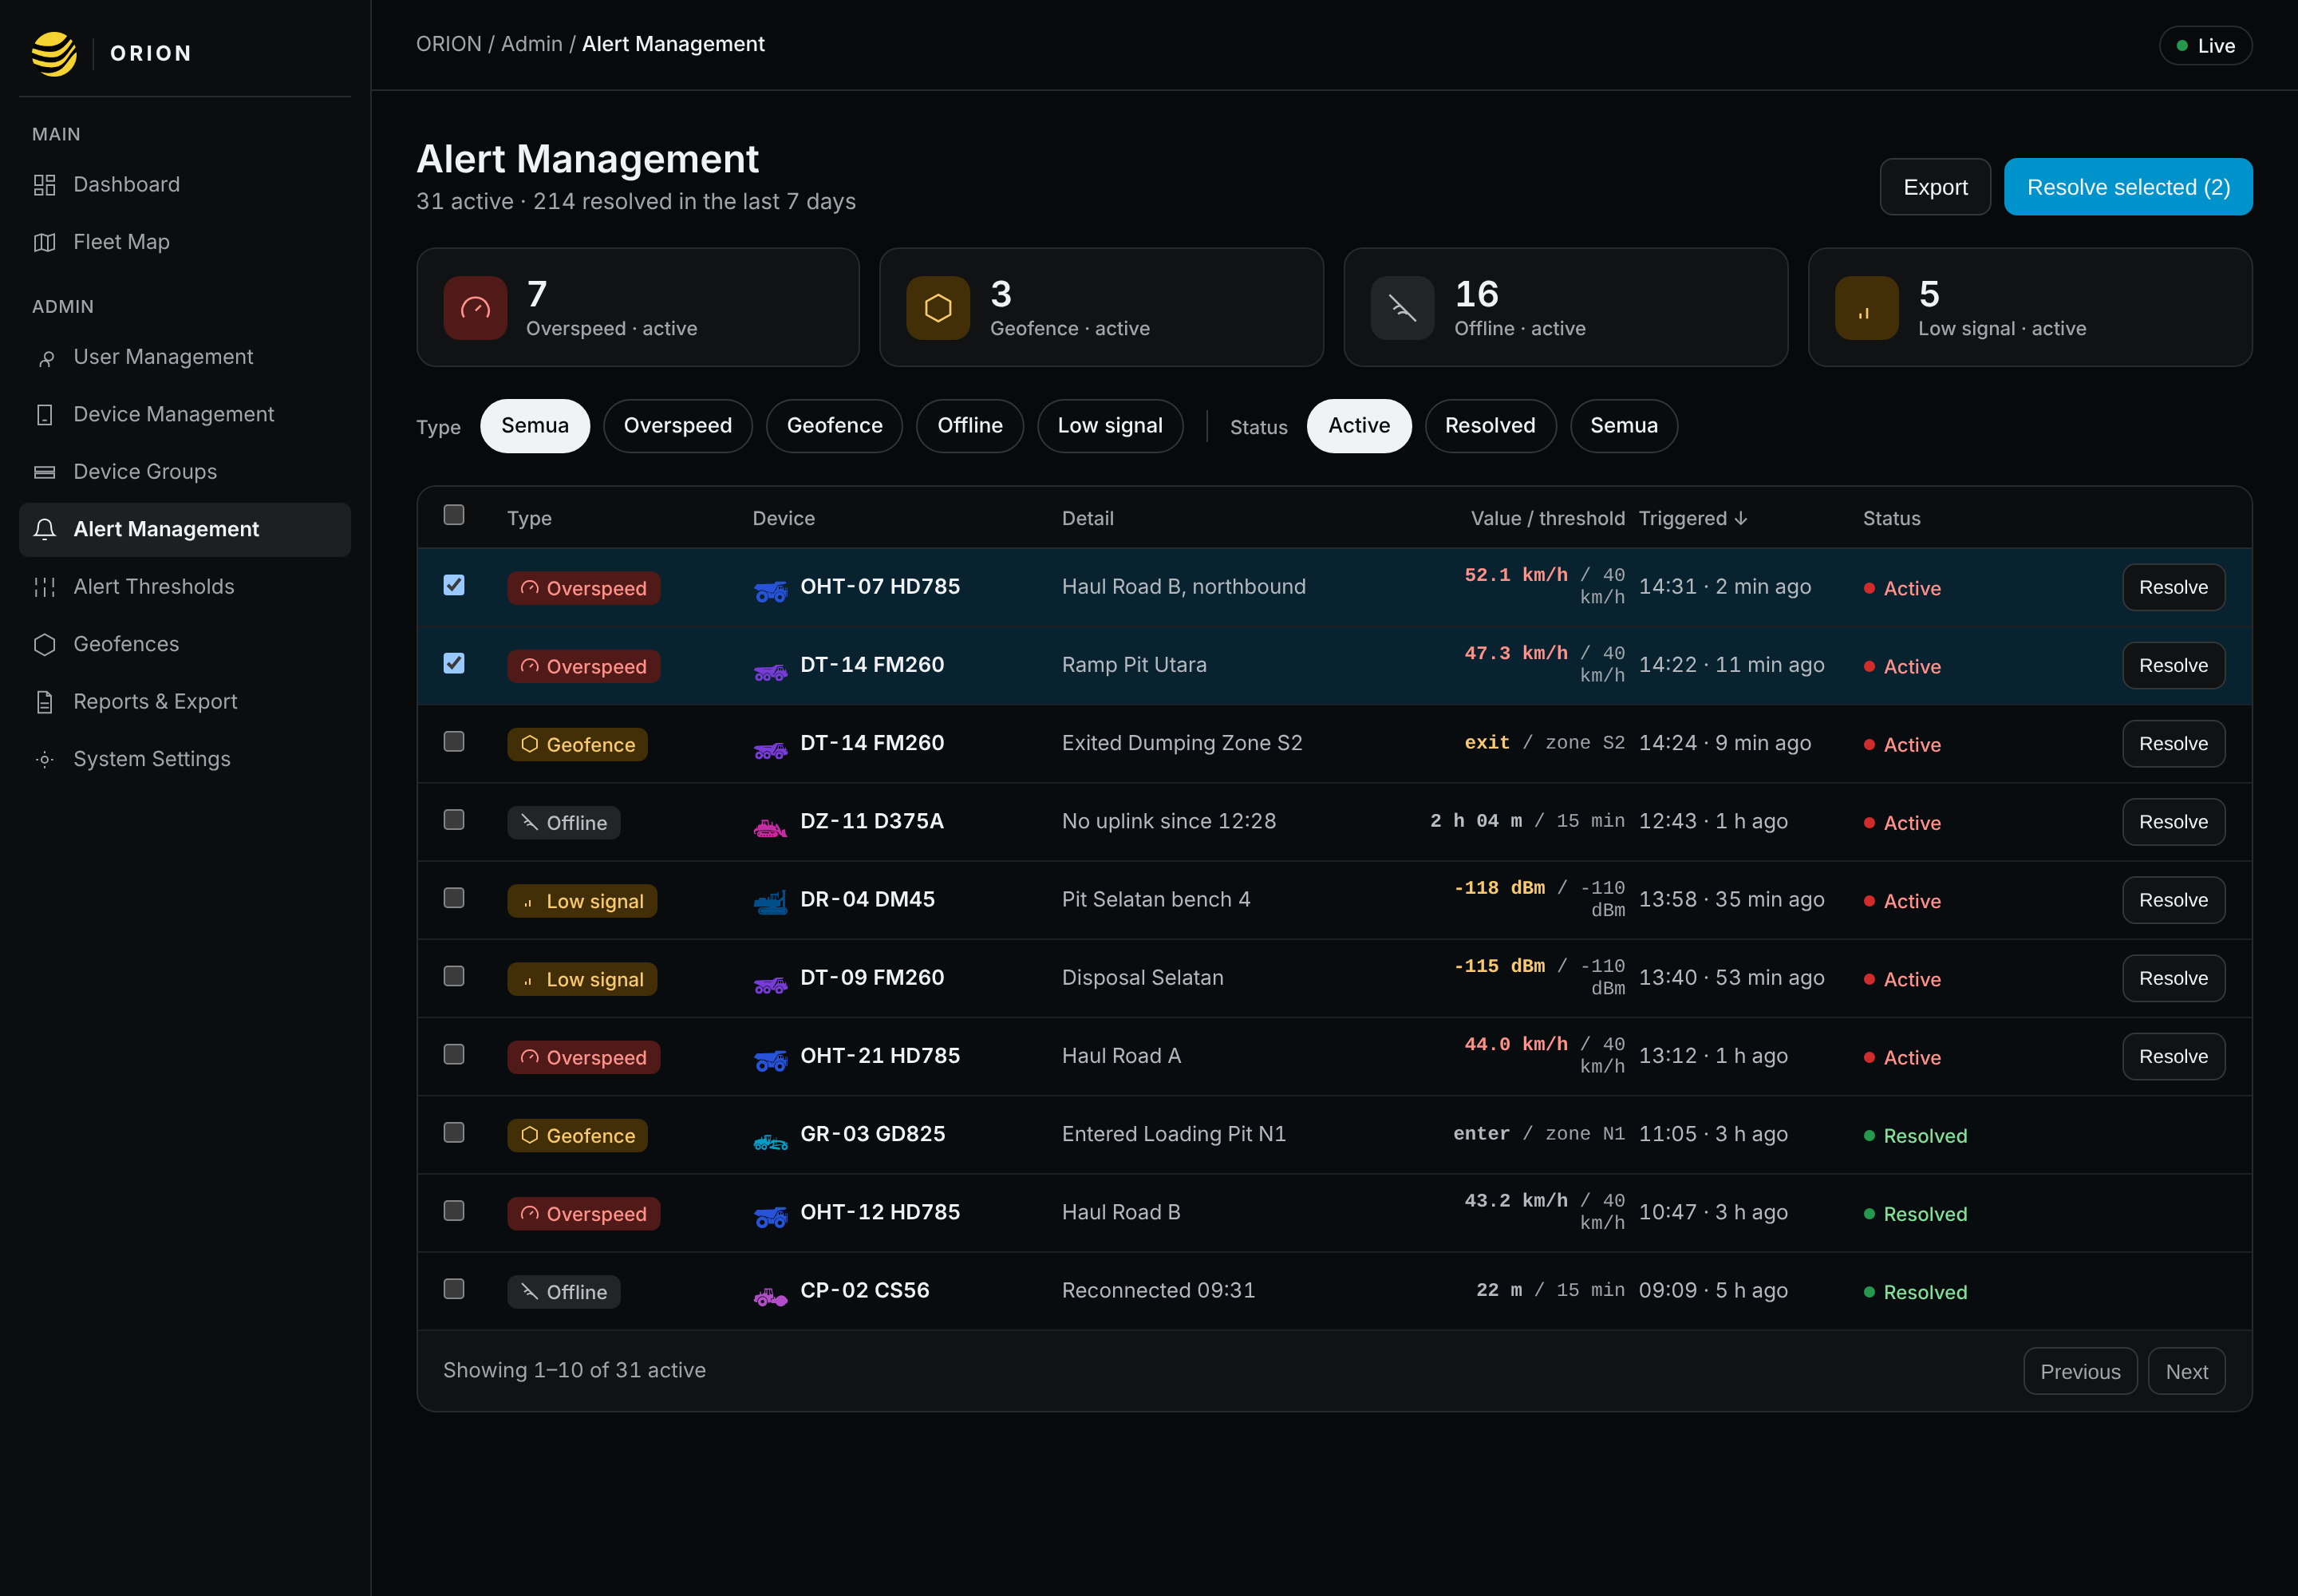 ORION
MAIN
Dashboard
Fleet Map
ADMIN
User Management
Device Management
Device Groups
Alert Management
Alert Thresholds
Geofences
Reports & Export
System Settings
ORION / Admin / Alert Management
Live
Alert Management
31 active · 214 resolved in the last 7 days
Export
Resolve selected (2)
7
Overspeed · active
3
Geofence · active
16
Offline · active
5
Low signal · active
Type Semua Overspeed Geofence Offline Low signal Status Active Resolved Semua
Type Device Detail Value / threshold Triggered ↓ Status
Overspeed OHT-07 HD785 Haul Road B, northbound 52.1 km/h / 40 km/h 14:31 · 2 min ago Active Resolve
Overspeed DT-14 FM260 Ramp Pit Utara 47.3 km/h / 40 km/h 14:22 · 11 min ago Active Resolve
Geofence DT-14 FM260 Exited Dumping Zone S2 exit / zone S2 14:24 · 9 min ago Active Resolve
Offline DZ-11 D375A No uplink since 12:28 2 h 04 m / 15 min 12:43 · 1 h ago Active Resolve
Low signal DR-04 DM45 Pit Selatan bench 4 -118 dBm / -110 dBm 13:58 · 35 min ago Active Resolve
Low signal DT-09 FM260 Disposal Selatan -115 dBm / -110 dBm 13:40 · 53 min ago Active Resolve
Overspeed OHT-21 HD785 Haul Road A 44.0 km/h / 40 km/h 13:12 · 1 h ago Active Resolve
Geofence GR-03 GD825 Entered Loading Pit N1 enter / zone N1 11:05 · 3 h ago Resolved
Overspeed OHT-12 HD785 Haul Road B 43.2 km/h / 40 km/h 10:47 · 3 h ago Resolved
Offline CP-02 CS56 Reconnected 09:31 22 m / 15 min 09:09 · 5 h ago Resolved
Showing 1–10 of 31 active
Previous Next